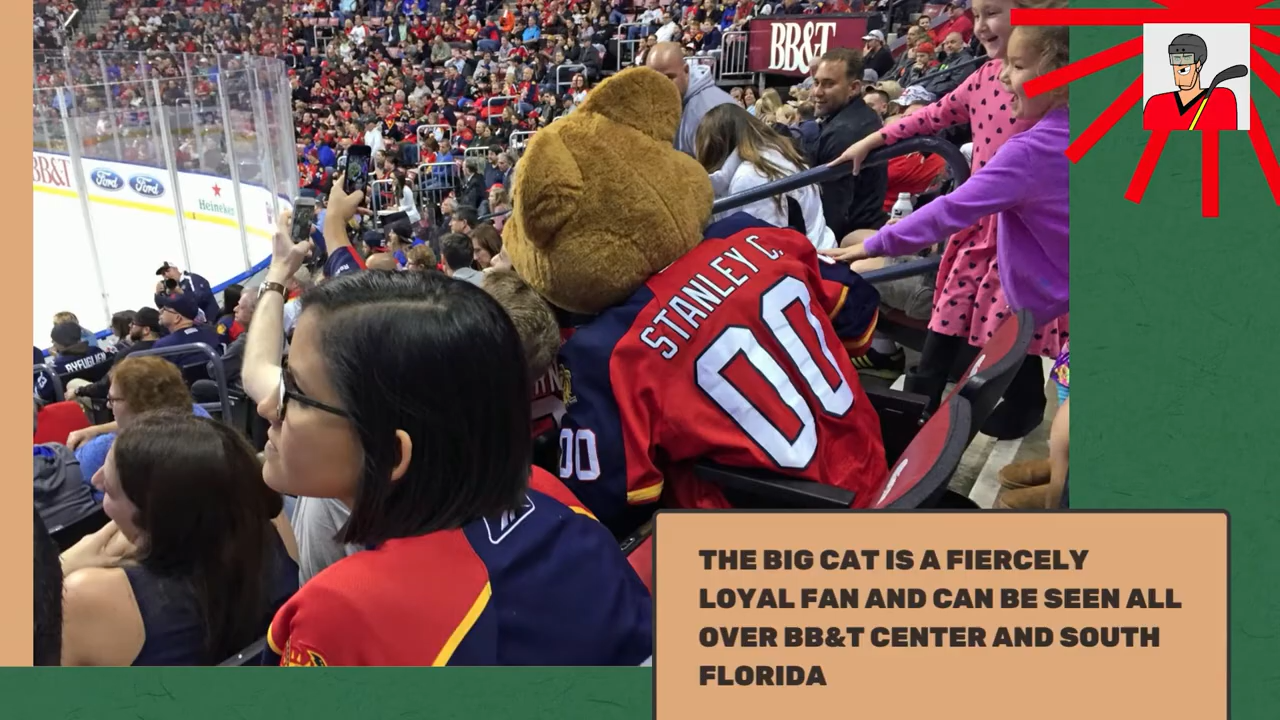 BB&T
BB&T
Ford
Ford
Heineken
STANLEY C.
00
00
THE BIG CAT IS A FIERCELY
LOYAL FAN AND CAN BE SEEN ALL
OVER BB&T CENTER AND SOUTH
FLORIDA